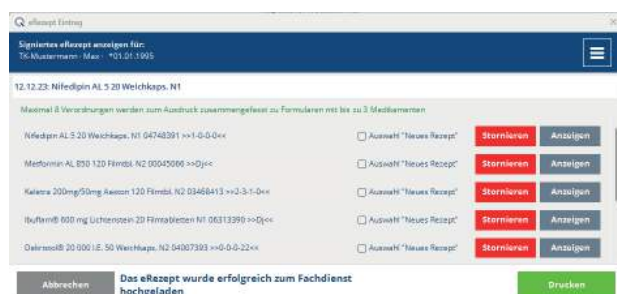 eRezept Eintrag
Signiertes eRezept anzeigen für:
TK-Mustermann - Max - *01.01.1995
12.12.23: Nifedipin AL 5 20 Weichkaps. N1
Maximal 8 Verordnungen werden zum Ausdruck zusammengefasst zu Formularen mit bis zu 3 Medikamenten
Nifedipin AL 5 20 Weichkaps. N1 04748391 >>1-0-0-0<< Auswahl "Neues Rezept" Stornieren Anzeigen
Metformin AL 850 120 Filmtbl. N2 00045066 >>Dj<< Auswahl "Neues Rezept" Stornieren Anzeigen
Kaletra 200mg/50mg 120 Filmtbl. N2 03468413 >>2-3-1-0<< Auswahl "Neues Rezept" Stornieren Anzeigen
Ibuflam® 600 mg Lichtenstein 20 Filmtabletten N1 06313390 >>Dj<< Auswahl "Neues Rezept" Stornieren Anzeigen
20 000 I.E. 50 Weichkaps. N2 04007393 >>0-0-0-22<< Auswahl "Neues Rezept" Stornieren Anzeigen
Abbrechen Das eRezept wurde erfolgreich zum Fachdienst Drucken
hochgeladen